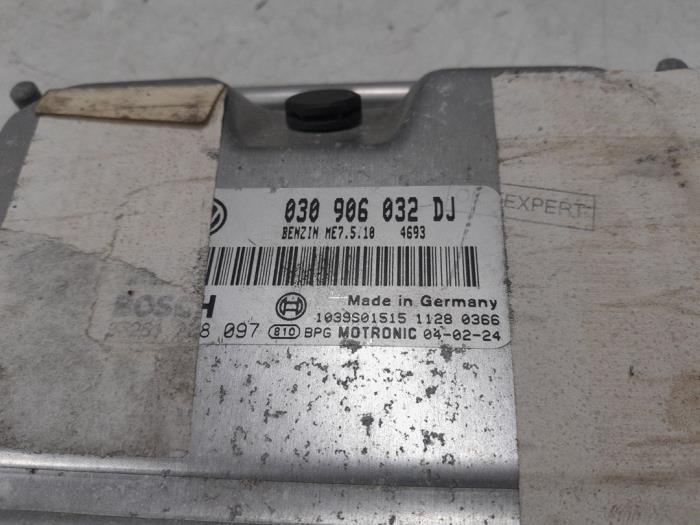 030 906 032 DJ
EXPERT
BENZIN ME7.5.10 4693
BOSCH
Made in Germany
1039S01515 1128 0366
8 097 810 BPG MOTRONIC 04-02-24